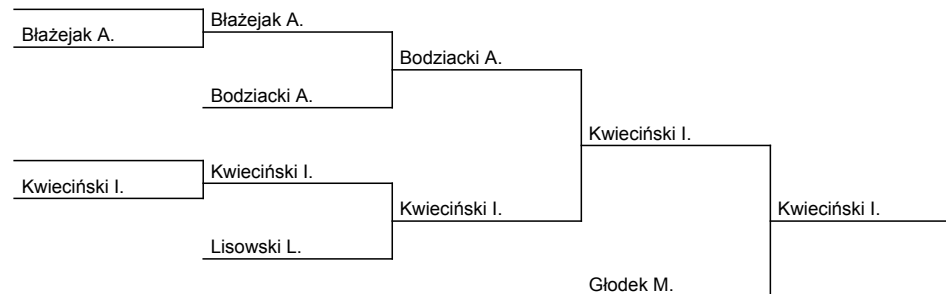 Błażejak A.
Błażejak A.
Bodziacki A.
Bodziacki A.
Kwieciński I.
Kwieciński I.
Kwieciński I.
Kwieciński I.
Kwieciński I.
Lisowski L.
Głodek M.